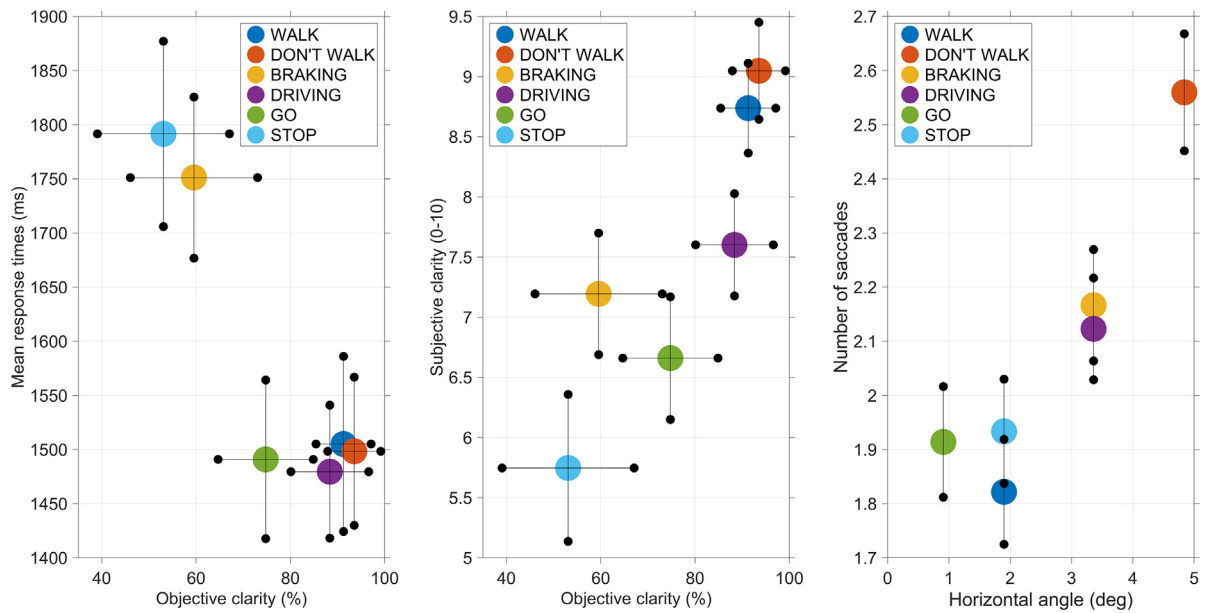 1900
1850
1800
1750
1700
1650
1600
1550
1500
1450
1400
Mean response times (ms)
40 60 80 100
Objective clarity (%)
WALK
DON'T WALK
BRAKING
DRIVING
GO
STOP
9.5
9
8.5
8
7.5
7
6.5
6
5.5
5
Subjective clarity (0-10)
40 60 80 100
Objective clarity (%)
WALK
DON'T WALK
BRAKING
DRIVING
GO
STOP
2.7
2.6
2.5
2.4
2.3
2.2
2.1
2
1.9
1.8
1.7
Number of saccades
0 1 2 3 4 5
Horizontal angle (deg)
WALK
DON'T WALK
BRAKING
DRIVING
GO
STOP